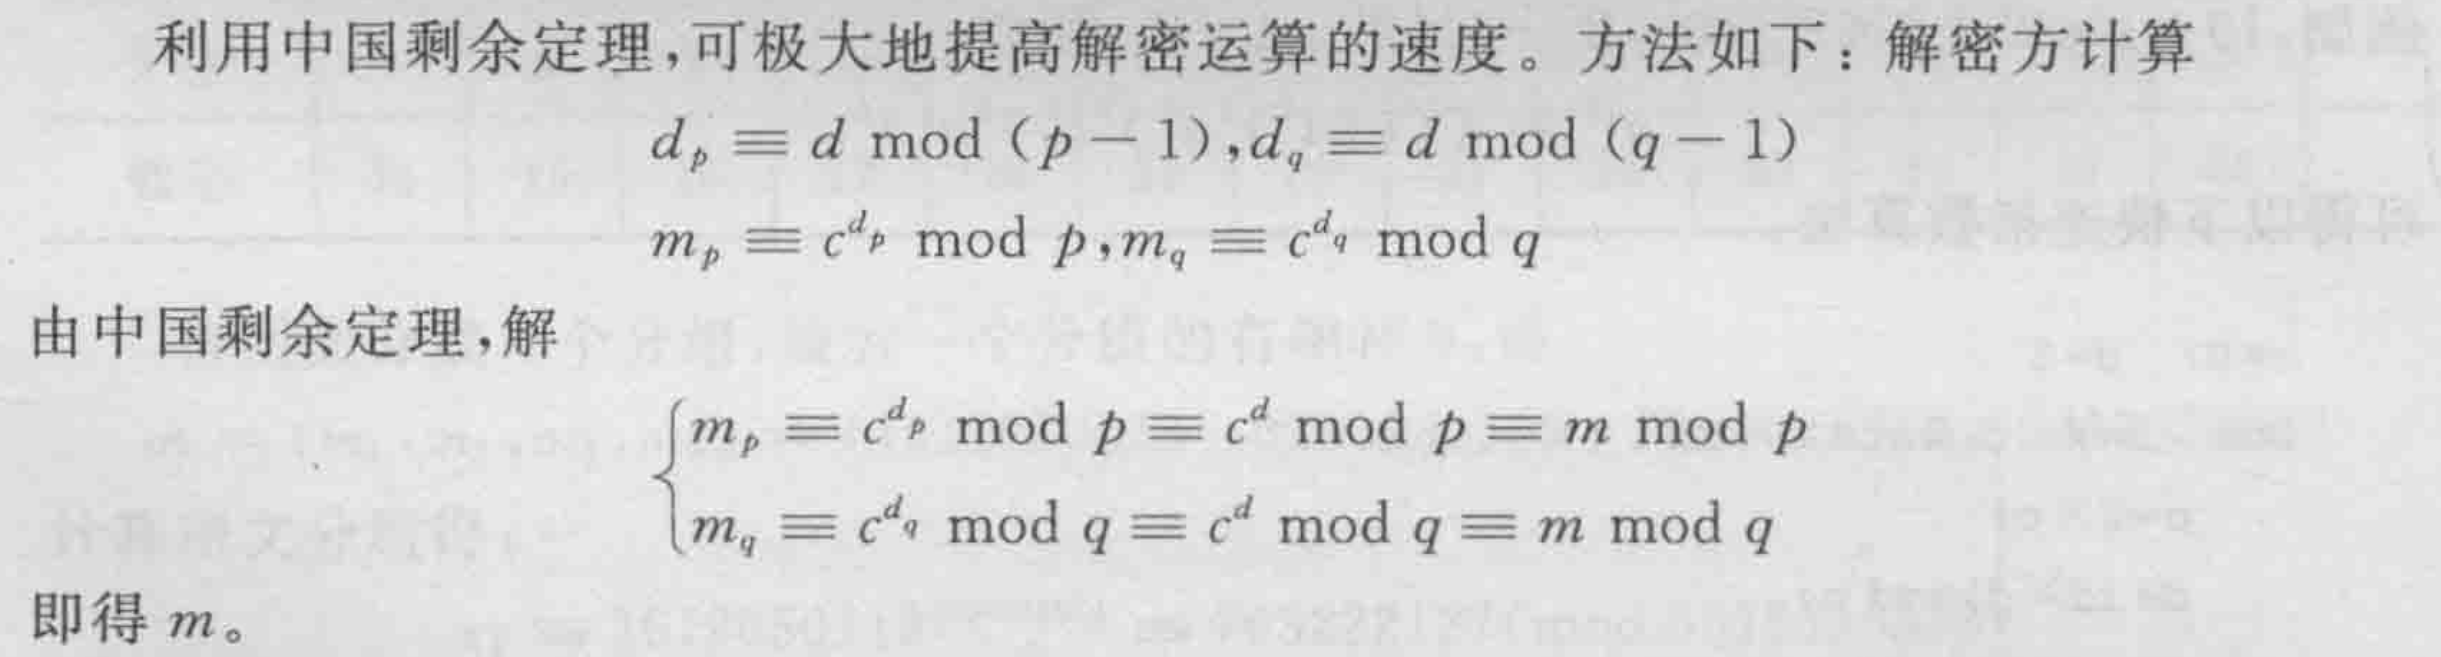 利用中国剩余定理,可极大地提高解密运算的速度。方法如下：解密方计算
d_p ≡ d mod (p − 1), d_q ≡ d mod (q − 1)
m_p ≡ c^{d_p} mod p, m_q ≡ c^{d_q} mod q
由中国剩余定理,解
{ m_p ≡ c^{d_p} mod p ≡ c^d mod p ≡ m mod p
m_q ≡ c^{d_q} mod q ≡ c^d mod q ≡ m mod q
即得 m。